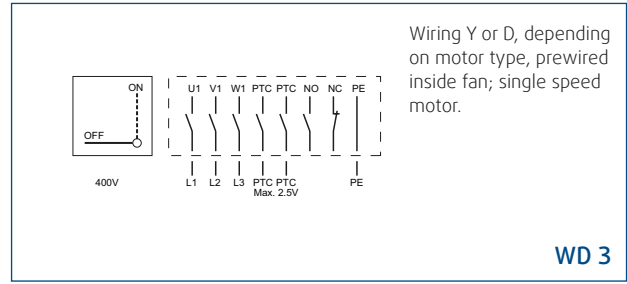 Wiring Y or D, depending
on motor type, prewired
inside fan; single speed
motor.
ON
OFF
400V
U1 V1 W1 PTC PTC NO NC PE
L1 L2 L3 PTC PTC PE
Max. 2.5V
WD 3